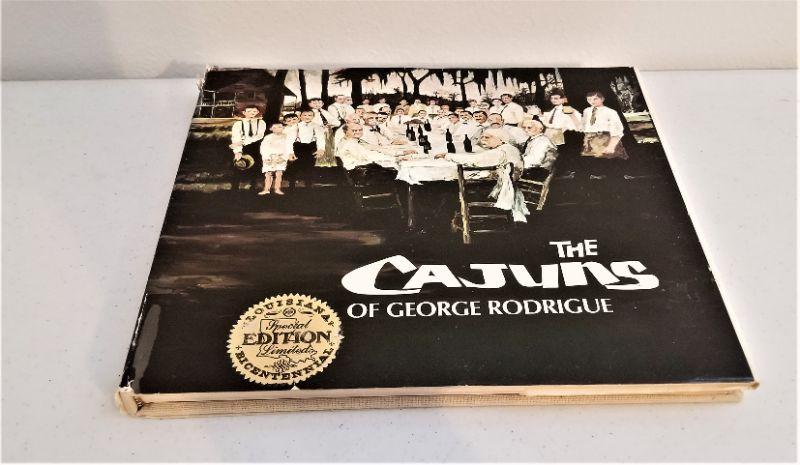 THE
CAJUNS
OF GEORGE RODRIGUE
LOUISIANA
Special
EDITION
Limited
BICENTENNIAL